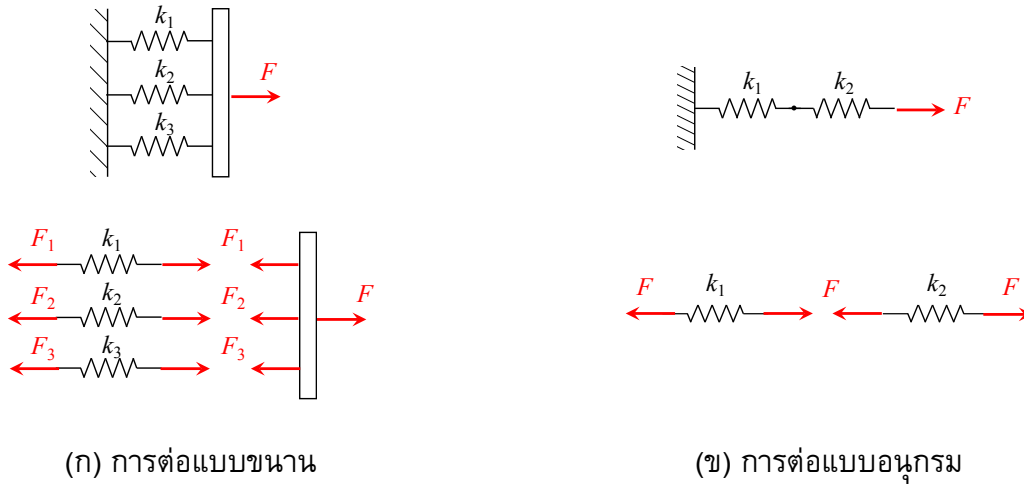 k1
k2
k3
F
k1
k2
F
F1
k1
F1
F2
k2
F2
F
F3
k3
F3
F
k1
F
k2
F
(ก) การต่อแบบขนาน
(ข) การต่อแบบอนุกรม